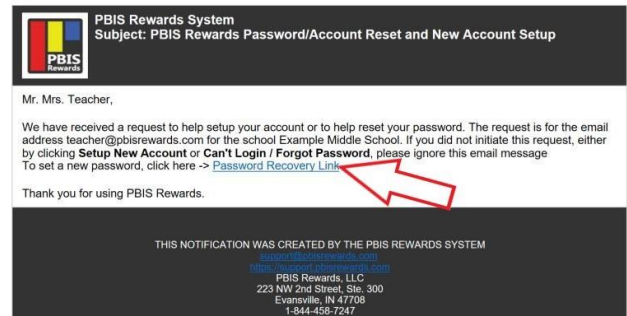 PBIS Rewards System
Subject: PBIS Rewards Password/Account Reset and New Account Setup
PBIS
Rewards
Mr. Mrs. Teacher,
We have received a request to help setup your account or to help reset your password. The request is for the email
address teacher@pbisrewards.com for the school Example Middle School. If you did not initiate this request, either
by clicking Setup New Account or Can't Login / Forgot Password, please ignore this email message
To set a new password, click here -> Password Recovery Link
Thank you for using PBIS Rewards.
THIS NOTIFICATION WAS CREATED BY THE PBIS REWARDS SYSTEM
support@pbisrewards.com
https://support.pbisrewards.com
PBIS Rewards, LLC
223 NW 2nd Street, Ste. 300
Evansville, IN 47708
1-844-458-7247